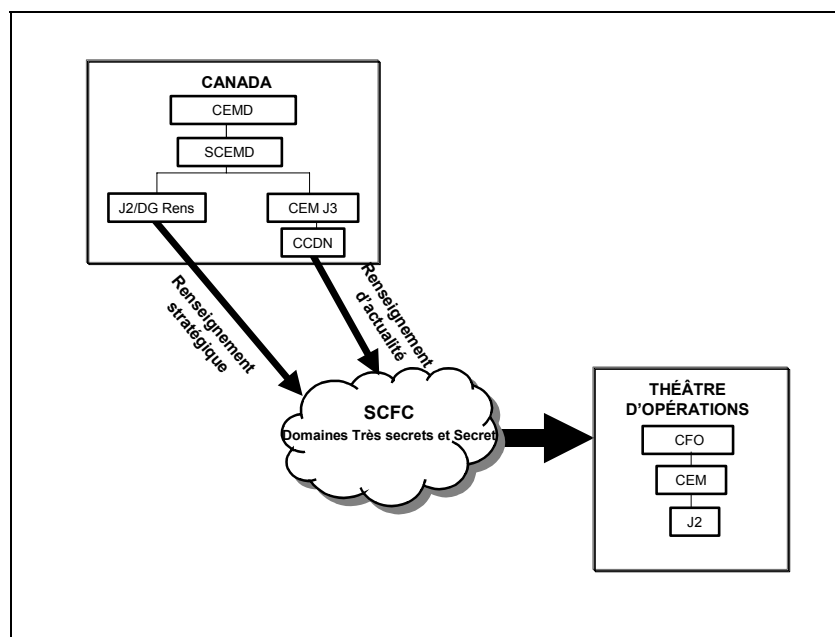 CANADA
CEMD
SCEMD
J2/DG Rens
CEM J3
CCDN
Renseignement
stratégique
Renseignement
d'actualité
SCFC
Domaines Très secrets et Secret
THÉÂTRE
D'OPÉRATIONS
CFO
CEM
J2